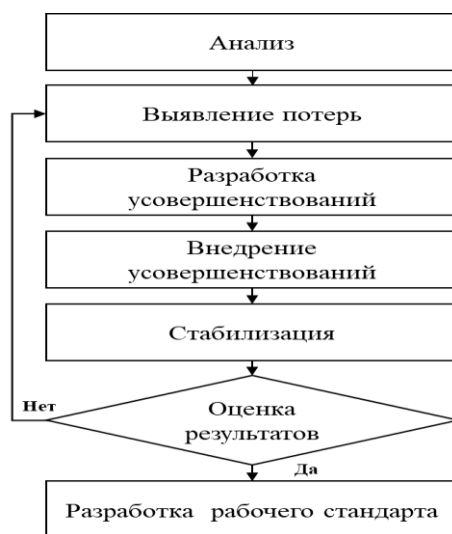 Анализ
Выявление потерь
Разработка
усовершенствований
Внедрение
усовершенствований
Стабилизация
Нет
Оценка
результатов
Да
Разработка рабочего стандарта